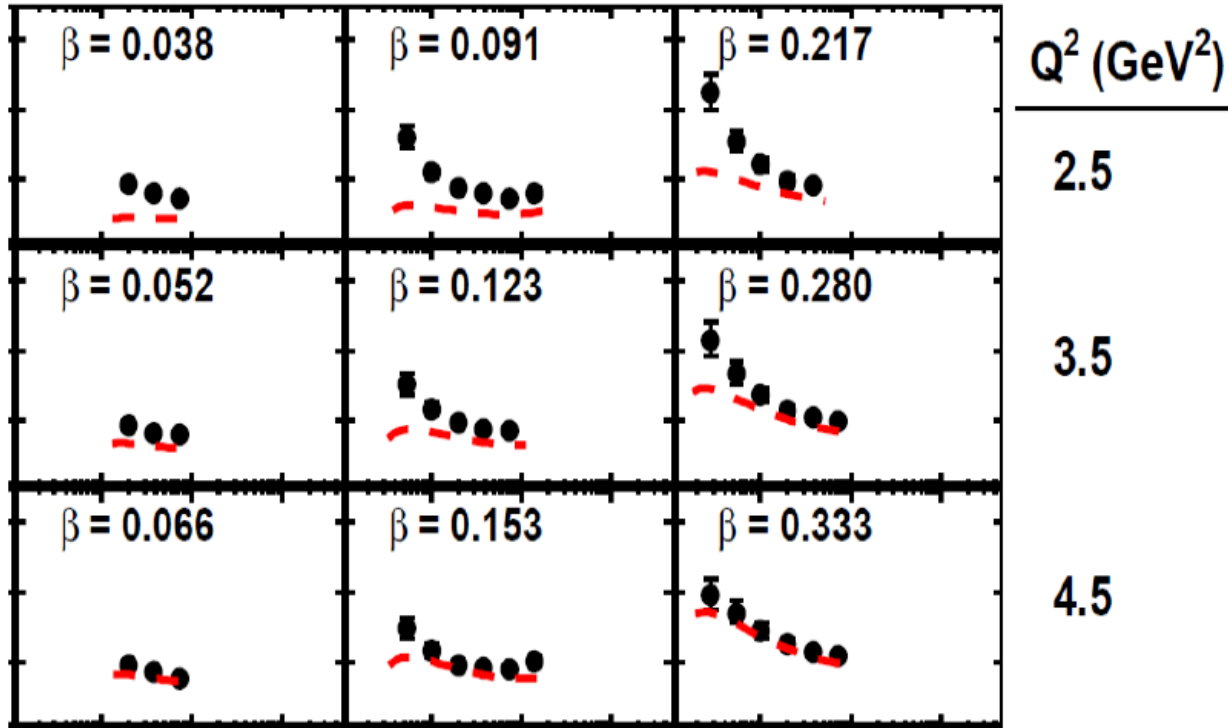 β = 0.038
β = 0.091
β = 0.217
Q² (GeV²)
2.5
β = 0.052
β = 0.123
β = 0.280
3.5
β = 0.066
β = 0.153
β = 0.333
4.5